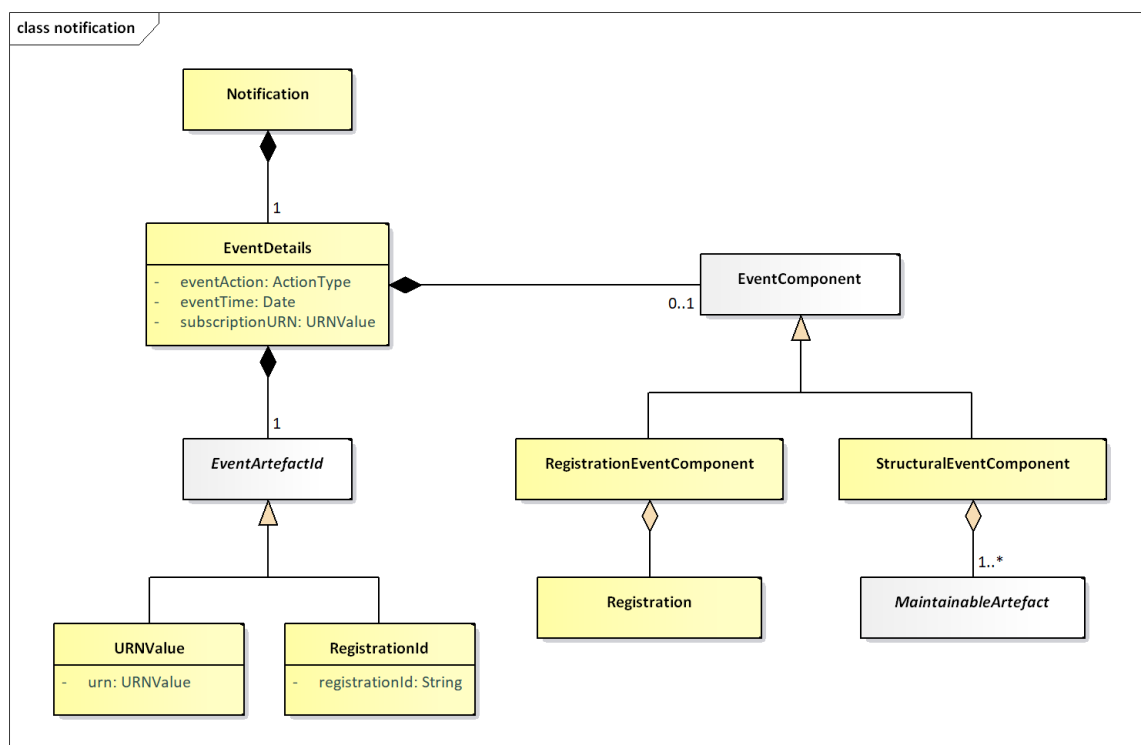 class notification
Notification
1
EventDetails
- eventAction: ActionType
- eventTime: Date
- subscriptionURN: URNValue
EventComponent
0..1
1
EventArtefactId
RegistrationEventComponent
StructuralEventComponent
1..*
Registration
MaintainableArtefact
URNValue
- urn: URNValue
RegistrationId
- registrationId: String